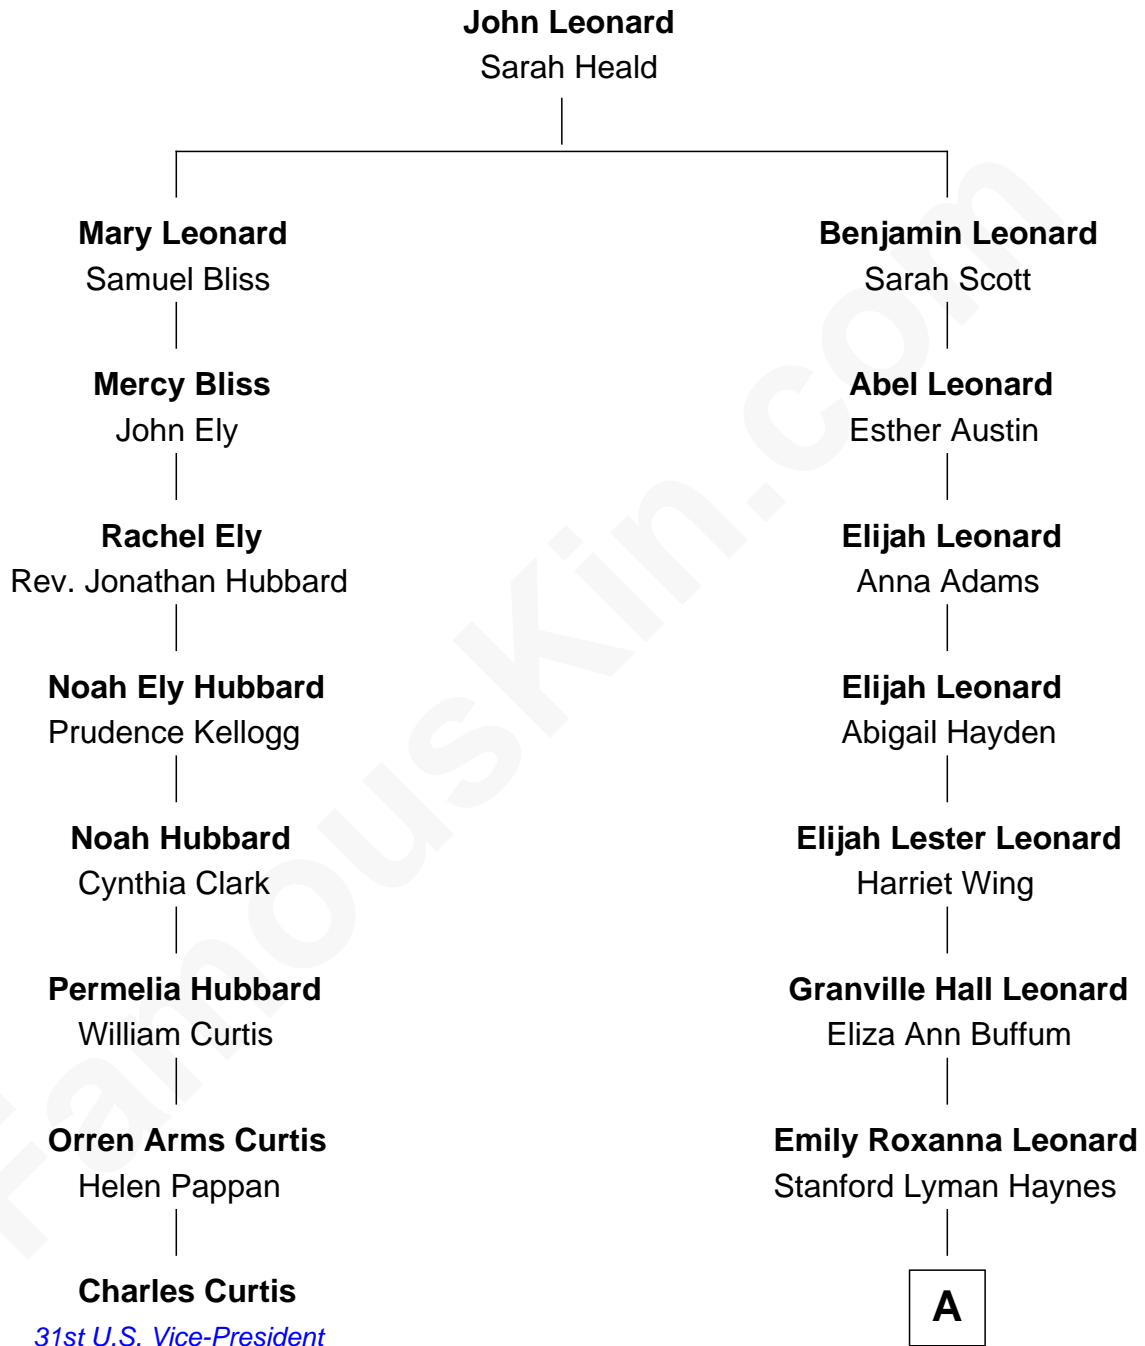 John Leonard
Sarah Heald
Mary Leonard
Samuel Bliss
Benjamin Leonard
Sarah Scott
Mercy Bliss
John Ely
Abel Leonard
Esther Austin
Rachel Ely
Rev. Jonathan Hubbard
Elijah Leonard
Anna Adams
Noah Ely Hubbard
Prudence Kellogg
Elijah Leonard
Abigail Hayden
Noah Hubbard
Cynthia Clark
Elijah Lester Leonard
Harriet Wing
Permelia Hubbard
William Curtis
Granville Hall Leonard
Eliza Ann Buffum
Orren Arms Curtis
Helen Pappan
Emily Roxanna Leonard
Stanford Lyman Haynes
Charles Curtis
31st U.S. Vice-President
A
FamousKin.com